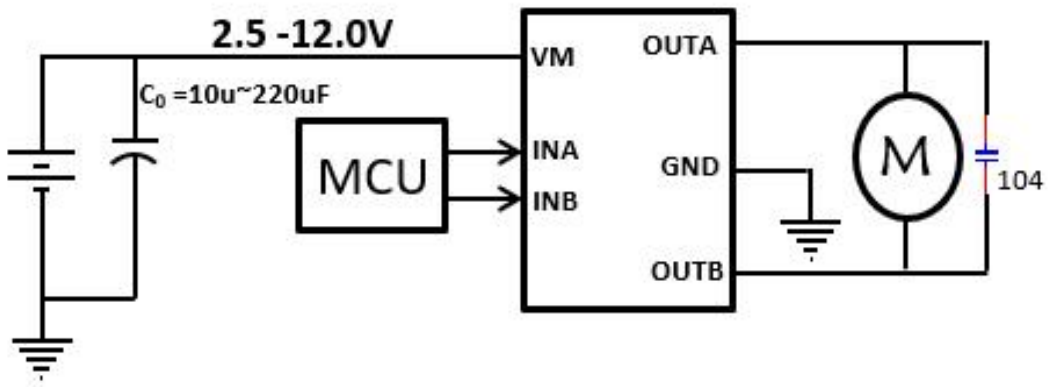 2.5 -12.0V
C₀ =10u~220uF
MCU
VM
INA
INB
OUTA
GND
OUTB
M
104